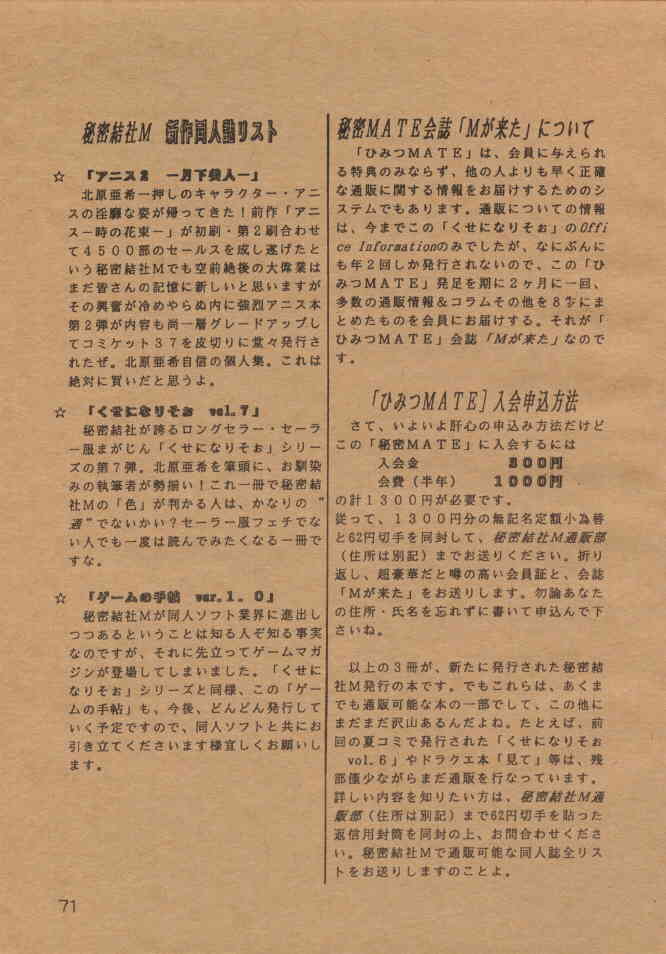 秘密結社M 新作同人誌リスト
☆ 「アニス2 －月下美人－」
北原亜希一押しのキャラクター・アニ
スの淫靡な姿が帰ってきた！前作「アニ
ス一時の花束－」が初刷・第2刷合わせ
て4500部のセールスを成し遂げたと
いう秘密結社Mでも空前絶後の大偉業は
まだ皆さんの記憶に新しいと思いますが
その興奮が冷めやらぬ内に強烈アニス本
第2弾が内容も尚一層グレードアップし
てコミケット37を皮切りに堂々発行さ
れたぜ。北原亜希自信の個人集。これは
絶対に買いだと思うよ。
☆ 「くせになりそぉ vol.7」
秘密結社が誇るロングセラー・セーラ
ー服まがじん「くせになりそぉ」シリー
ズの第7弾。北原亜希を筆頭に、お馴染
みの執筆者が勢揃い！これ一冊で秘密結
社Mの「色」が判かる人は、かなりの“
通”でないかい？セーラー服フェチでな
い人でも一度は読んでみたくなる一冊で
すな。
☆ 「ゲームの手帖 ver.1.0」
秘密結社Mが同人ソフト業界に進出し
つつあるということは知る人ぞ知る事実
なのですが、それに先立ってゲームマガ
ジンが登場してしまいました。「くせに
なりそぉ」シリーズと同様、この「ゲー
ムの手帖」も、今後、どんどん発行して
いく予定ですので、同人ソフトと共にお
引き立てくださいます様宜しくお願いし
ます。
秘密MATE会誌「Mが来た」について
「ひみつMATE」は、会員に与えられ
る特典のみならず、他の人よりも早く正確
な通販に関する情報をお届けするためのシ
ステムでもあります。通販についての情報
は、今までこの「くせになりそぉ」のOffi
ce Informationのみでしたが、なにぶんに
も年2回しか発行されないので、この「ひ
みつMATE」発足を期に2ヶ月に一回、
多数の通販情報＆コラムその他を8㌻にま
とめたものを会員にお届けする。それが「
ひみつMATE」会誌「Mが来た」なので
す。
「ひみつMATE］入会申込方法
さて、いよいよ肝心の申込み方法だけど
この「秘密MATE」に入会するには
入会金 300円
会費（半年） 1000円
の計1300円が必要です。
従って、1300円分の無記名定額小為替
と62円切手を同封して、秘密結社M通販部
（住所は別記）までお送りください。折り
返し、超豪華だと噂の高い会員証と、会誌
「Mが来た」をお送りします。勿論あなた
の住所・氏名を忘れずに書いて申込んで下
さいね。
以上の3冊が、新たに発行された秘密結
社M発行の本です。でもこれらは、あくま
でも通販可能な本の一部でして、この他に
まだまだ沢山あるんだよね。たとえば、前
回の夏コミで発行された「くせになりそぉ
vol.6」やドラクエ本「見て」等は、残
部僅少ながらまだ通販を行なっています。
詳しい内容を知りたい方は、秘密結社M通
販部（住所は別記）まで62円切手を貼った
返信用封筒を同封の上、お問合わせくださ
い。秘密結社Mで通販可能な同人誌全リス
トをお送りしますのことよ。
71